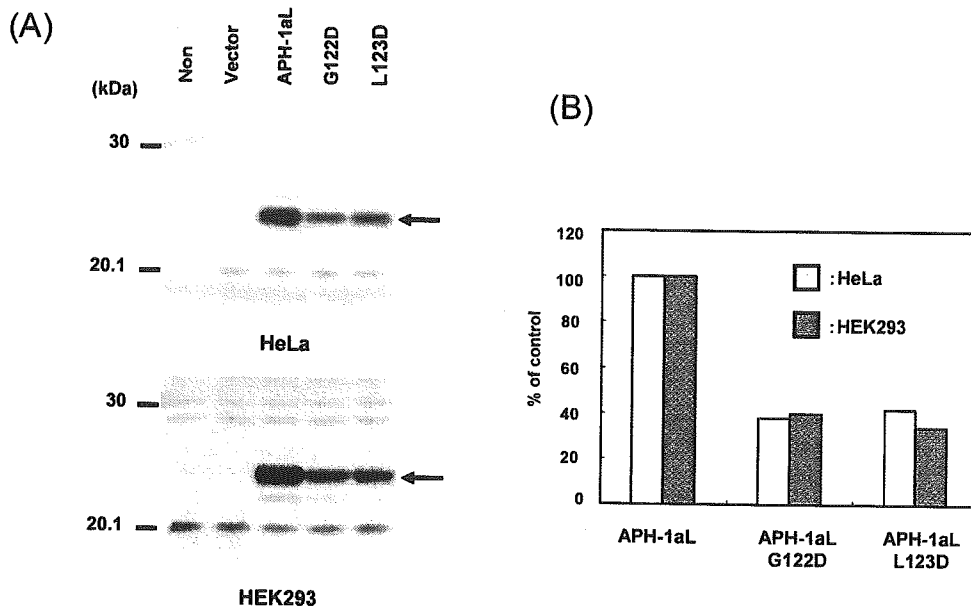 (A)
Non
Vector
APH-1aL
G122D
L123D
(kDa)
30
20.1
HeLa
30
20.1
HEK293
(B)
120
100
80
60
40
20
0
% of control
:HeLa
:HEK293
APH-1aL
APH-1aL
G122D
APH-1aL
L123D